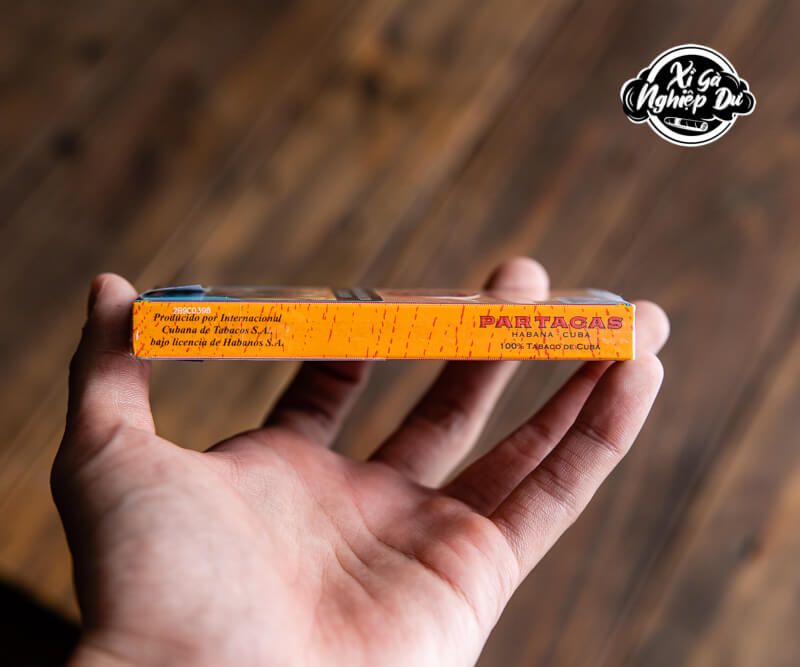 Xì Gà
Nghiệp Dư
2B9C0398
Producido por Internacional
Cubana de Tabacos S.A.,
bajo licencia de Habanos S.A.
PARTAGAS
HABANA · CUBA
100% TABACO DE CUBA